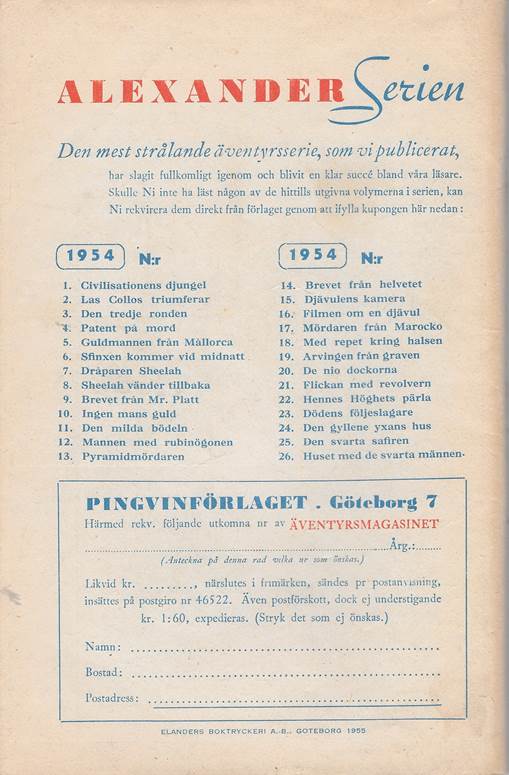 ALEXANDER Serien
Den mest strålande äventyrsserie, som vi publicerat,
har slagit fullkomligt igenom och blivit en klar succé bland våra läsare.
Skulle Ni inte ha läst någon av de hittills utgivna volymerna i serien, kan
Ni rekvirera dem direkt från förlaget genom att ifylla kupongen här nedan:
1954 N:r
1. Civilisationens djungel
2. Las Collos triumferar
3. Den tredje ronden
4. Patent på mord
5. Guldmannen från Mallorca
6. Sfinxen kommer vid midnatt
7. Dråparen Sheelah
8. Sheelah vänder tillbaka
9. Brevet från Mr. Platt
10. Ingen mans guld
11. Den milda bödeln
12. Mannen med rubinögonen
13. Pyramidmördaren
1954 N:r
14. Brevet från helvetet
15. Djävulens kamera
16. Filmen om en djävul
17. Mördaren från Marocko
18. Med repet kring halsen
19. Arvingen från graven
20. De nio dockorna
21. Flickan med revolvern
22. Hennes Höghets pärla
23. Dödens följeslagare
24. Den gyllene yxans hus
25. Den svarta safiren
26. Huset med de svarta männen.
PINGVINFÖRLAGET . Göteborg 7
Härmed rekv. följande utkomna nr av ÄVENTYRSMAGASINET
........................................................Årg.:.......
(Anteckna på denna rad vilka nr som önskas.)
Likvid kr. .........., närslutes i frimärken, sändes pr postanvisning,
insättes på postgiro nr 46522. Även postförskott, dock ej understigande
kr. 1:60, expedieras. (Stryk det som ej önskas.)
Namn: ........................................................
Bostad: ........................................................
Postadress: ........................................................
ELANDERS BOKTRYCKERI A.-B., GÖTEBORG 1955